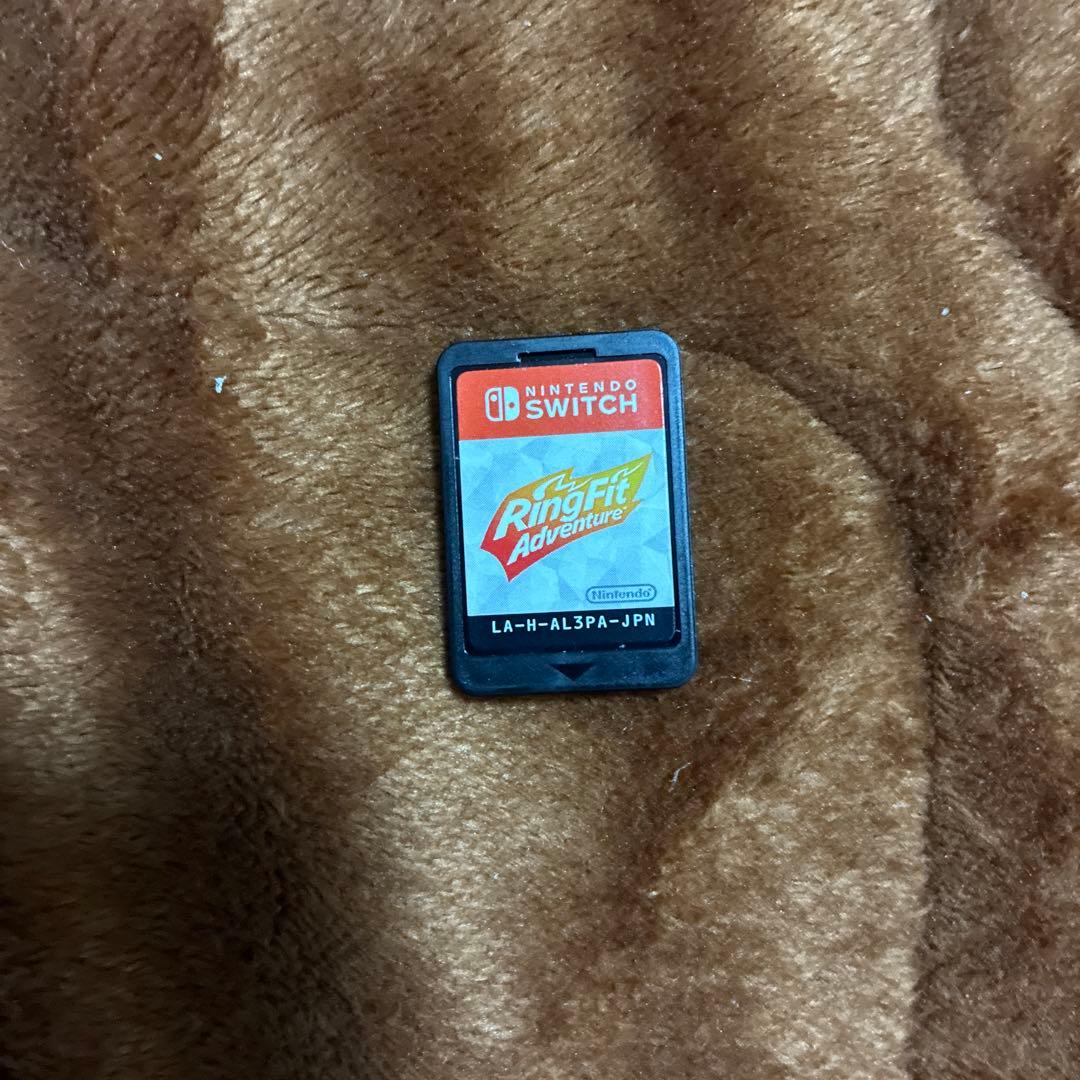 NINTENDO
SWITCH
RingFit
Adventure
Nintendo
LA-H-AL3PA-JPN